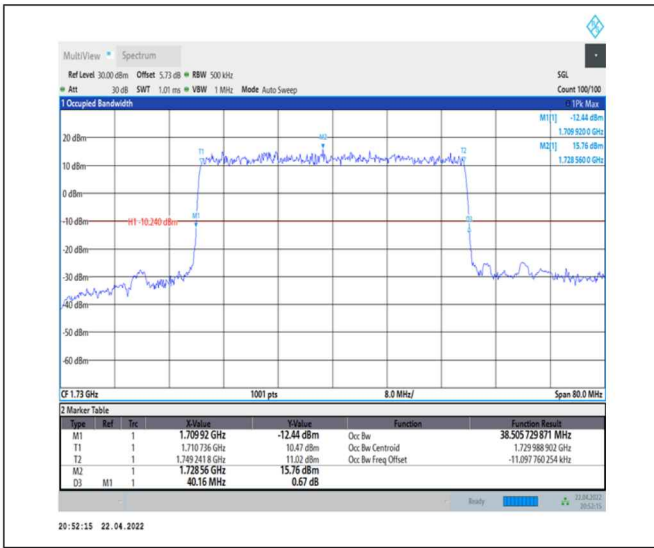 MultiView Spectrum
Ref Level 30.00 dBm Offset 5.73 dB RBW 500 kHz SGL
Att 30 dB SWT 1.01 ms VBW 1 MHz Mode Auto Sweep Count 100/100
1 Occupied Bandwidth 1Pk Max
M1[1] -12.44 dBm
1.709 920 0 GHz
M2[1] 15.76 dBm
1.728 560 0 GHz
20 dBm
T1 M2 T2
10 dBm
0 dBm
M1
-10 dBm H1 -10.240 dBm
-20 dBm
-30 dBm
-40 dBm
-50 dBm
-60 dBm
CF 1.73 GHz 1001 pts 8.0 MHz/ Span 80.0 MHz
2 Marker Table
Type Ref Trc X-Value Y-Value Function Function Result
M1 1 1.709 92 GHz -12.44 dBm Occ Bw 38.505 729 871 MHz
T1 1 1.710 736 GHz 10.47 dBm Occ Bw Centroid 1.729 988 902 GHz
T2 1 1.749 241 8 GHz 11.02 dBm Occ Bw Freq Offset -11.097 760 254 kHz
M2 1 1.728 56 GHz 15.76 dBm
D3 M1 1 40.16 MHz 0.67 dB
Ready 22.04.2022
20:52:15
20:52:15 22.04.2022